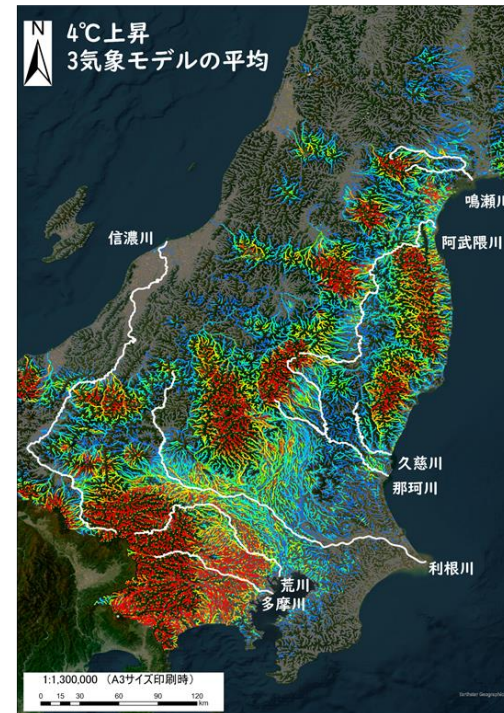 4℃上昇
3気象モデルの平均
鳴瀬川
阿武隈川
信濃川
久慈川
那珂川
利根川
荒川
多摩川
1:1,300,000 (A3サイズ印刷時)
0 15 30 60 90 120
km